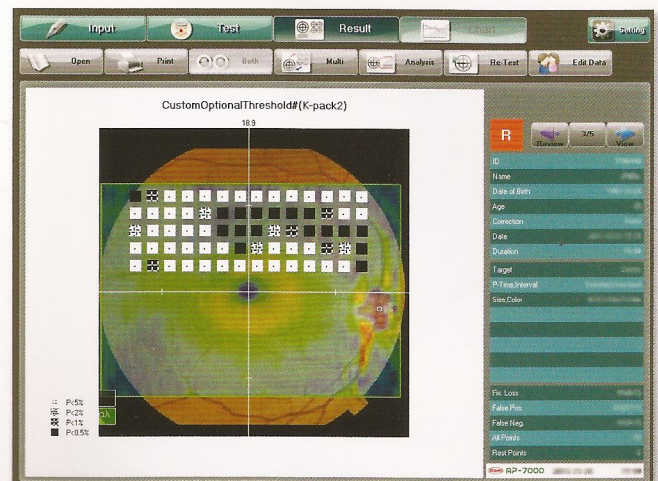 Input Test Result Chart Setting
Open Print Both Multi Analysis Re-Test Edit Data
CustomOptionalThreshold#(K-pack2)
18.9
P<5%
P<2%
P<1%
P<0.5%
R Review 3/5 View
ID
Name
Date of Birth
Age
Correction
Date
Duration
Target
P-Time,Interval
Size,Color
Fix. Loss
False Pos.
False Neg.
All Points
Rest Points
AP-7000